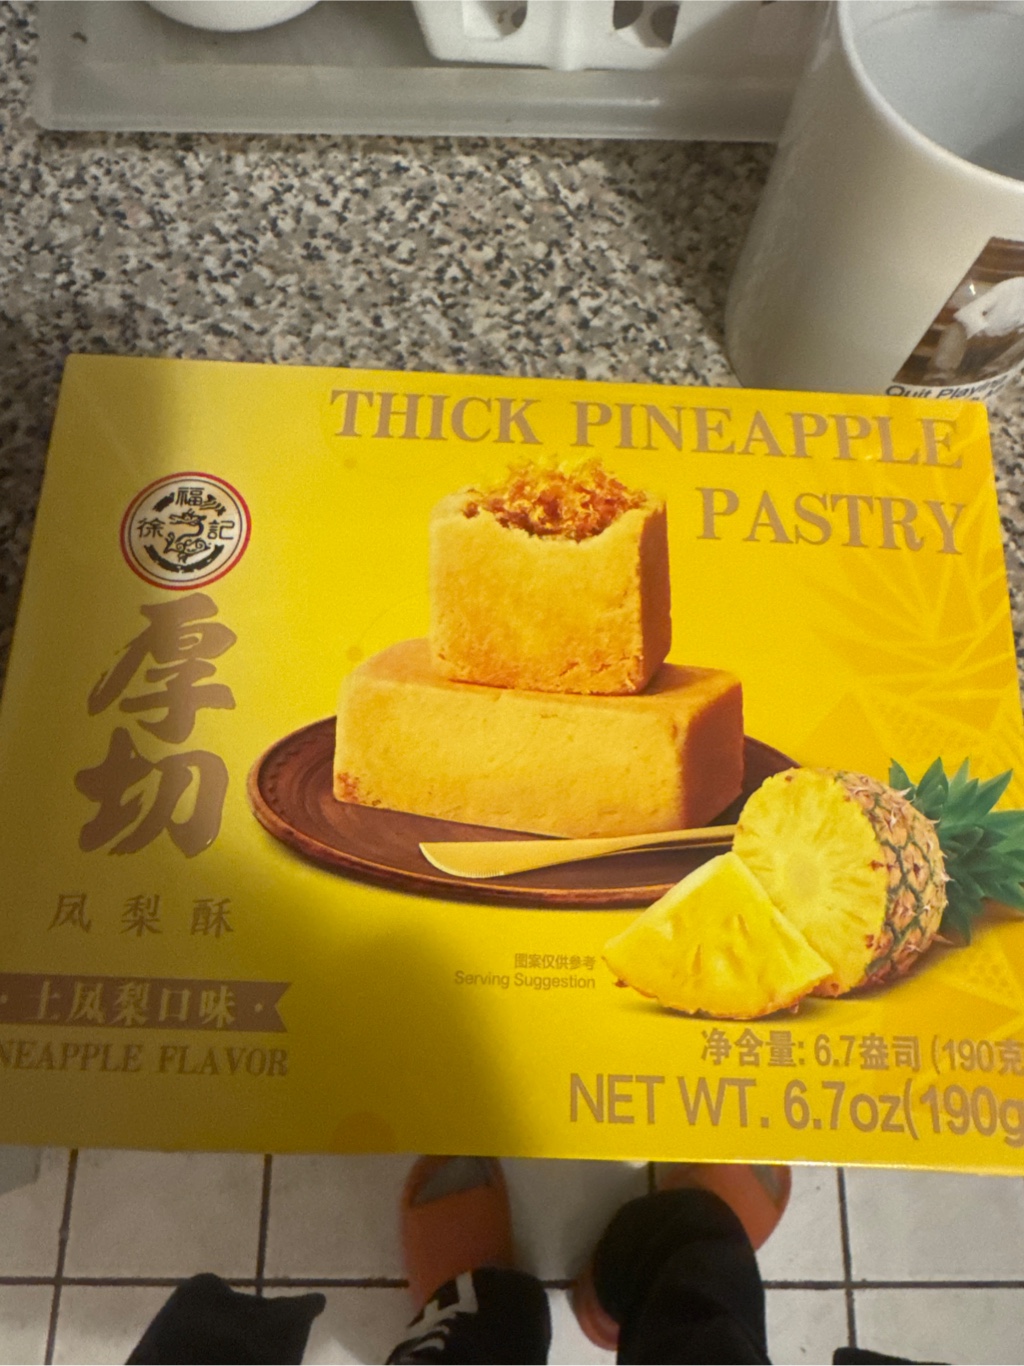 Quit Playing
THICK PINEAPPLE
PASTRY
徐福記
厚切
凤梨酥
·土凤梨口味·
NEAPPLE FLAVOR
图案仅供参考
Serving Suggestion
净含量: 6.7盎司 (190克
NET WT. 6.7oz(190g